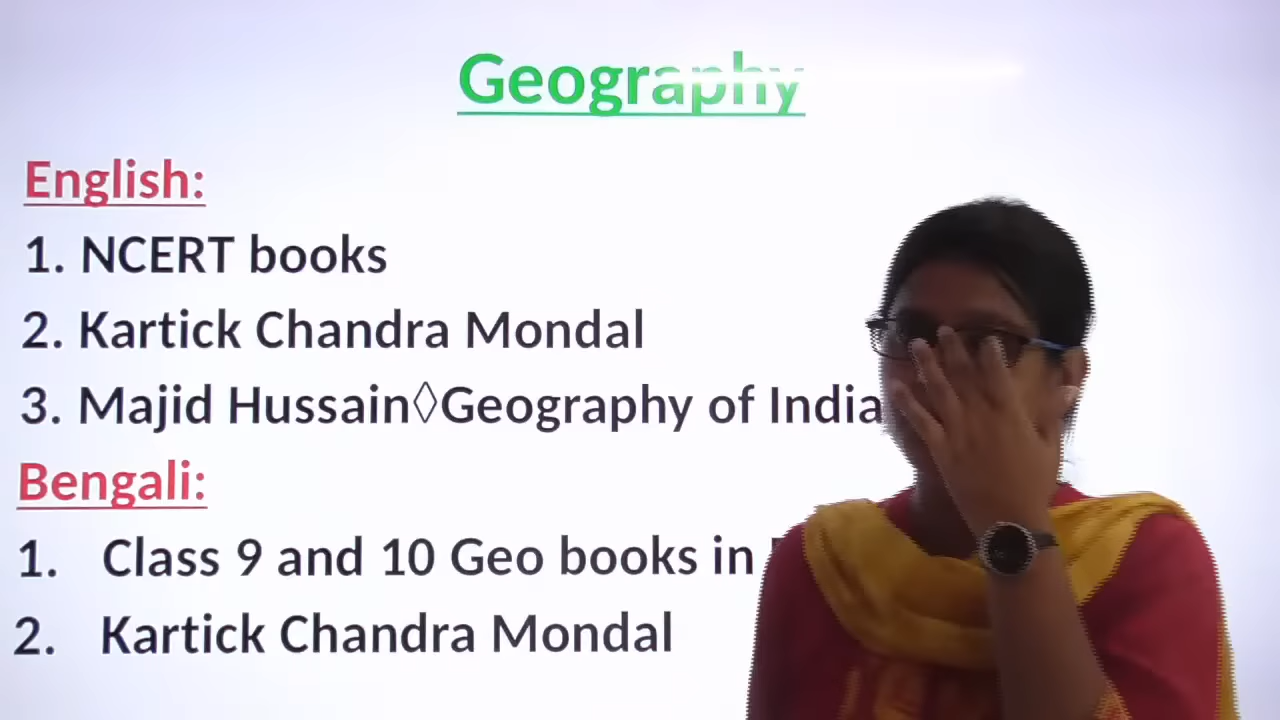 Geography
English:
1. NCERT books
2. Kartick Chandra Mondal
3. Majid Hussain◊Geography of India
Bengali:
1. Class 9 and 10 Geo books in
2. Kartick Chandra Mondal